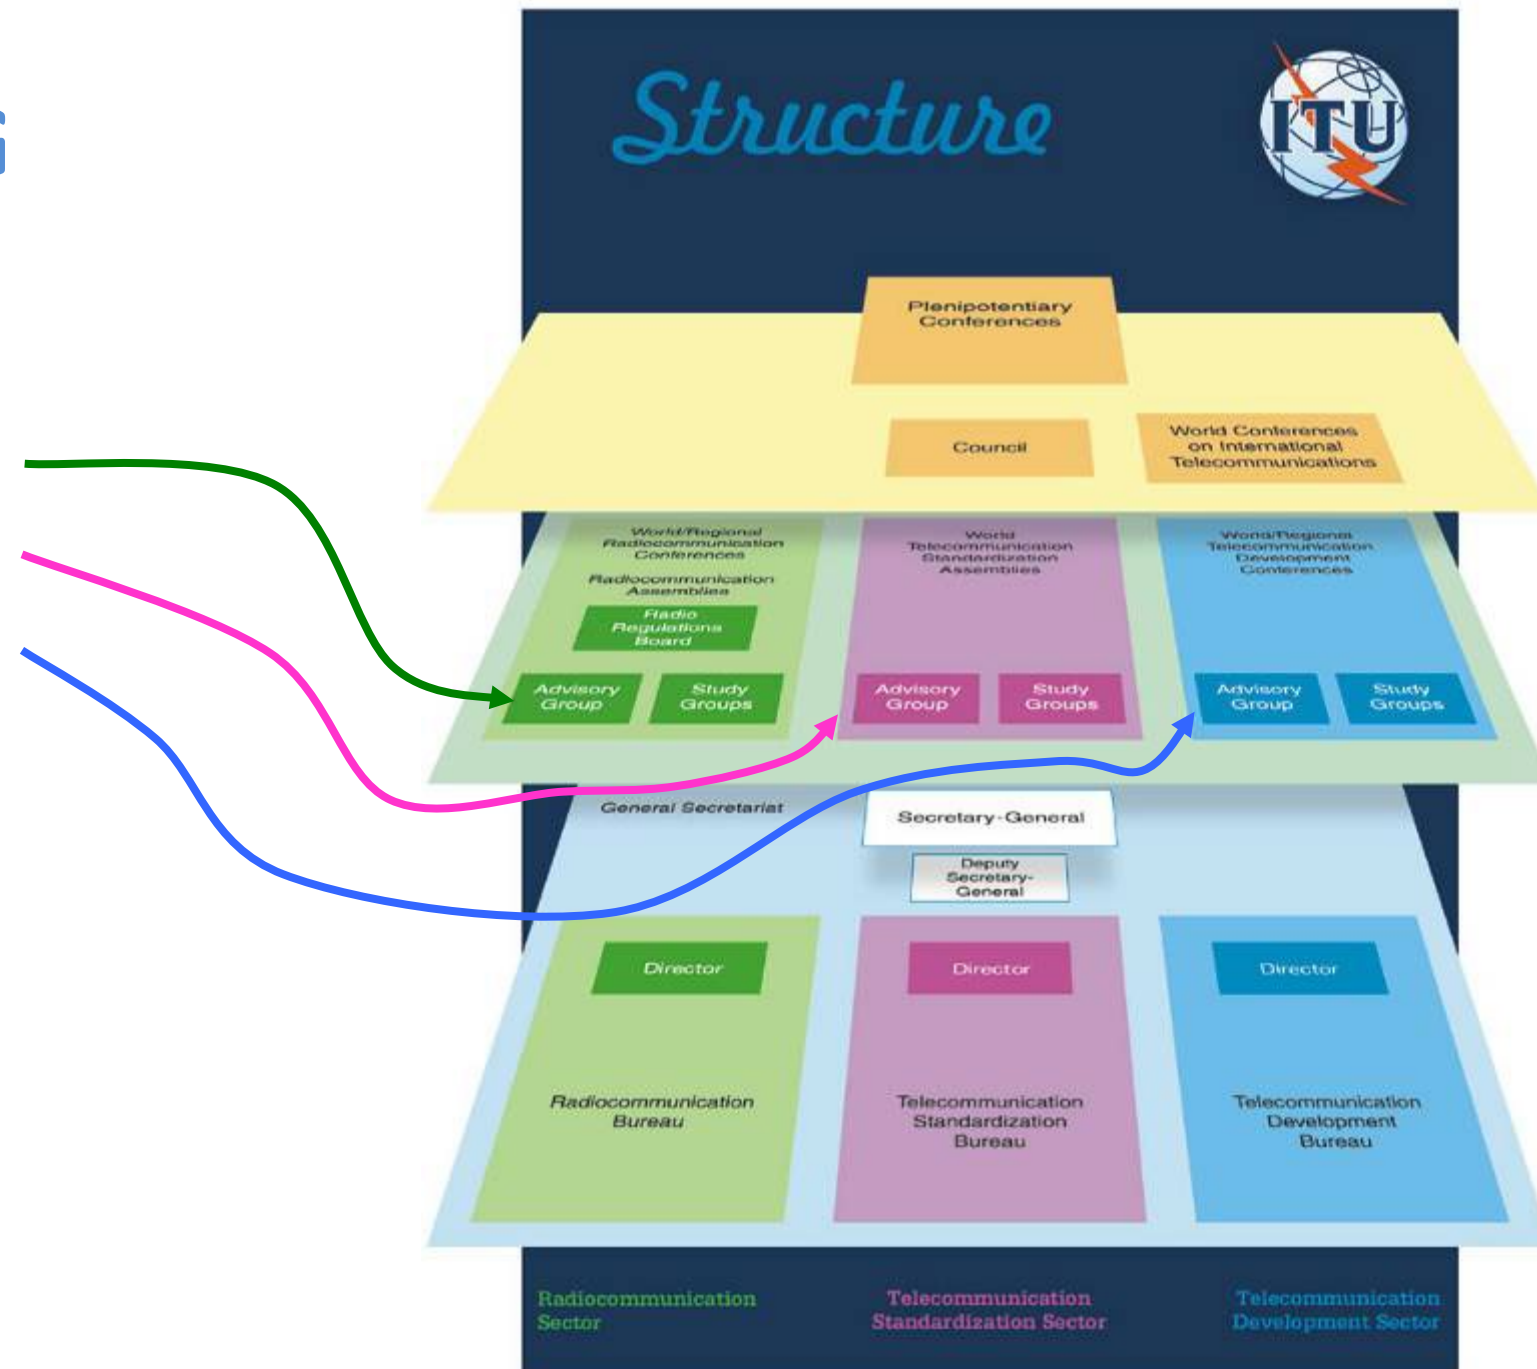 Structure
ITU
Plenipotentiary
Conferences
Council
World Conferences
on International
Telecommunications
World/Regional
Radiocommunication
Conferences
Radiocommunication
Assemblies
Radio
Regulations
Board
Advisory
Group
Study
Groups
World
Telecommunication
Standardization
Assemblies
Advisory
Group
Study
Groups
World/Regional
Telecommunication
Development
Conferences
Advisory
Group
Study
Groups
General Secretariat
Secretary-General
Deputy
Secretary-
General
Director
Radiocommunication
Bureau
Director
Telecommunication
Standardization
Bureau
Director
Telecommunication
Development
Bureau
Radiocommunication
Sector
Telecommunication
Standardization Sector
Telecommunication
Development Sector